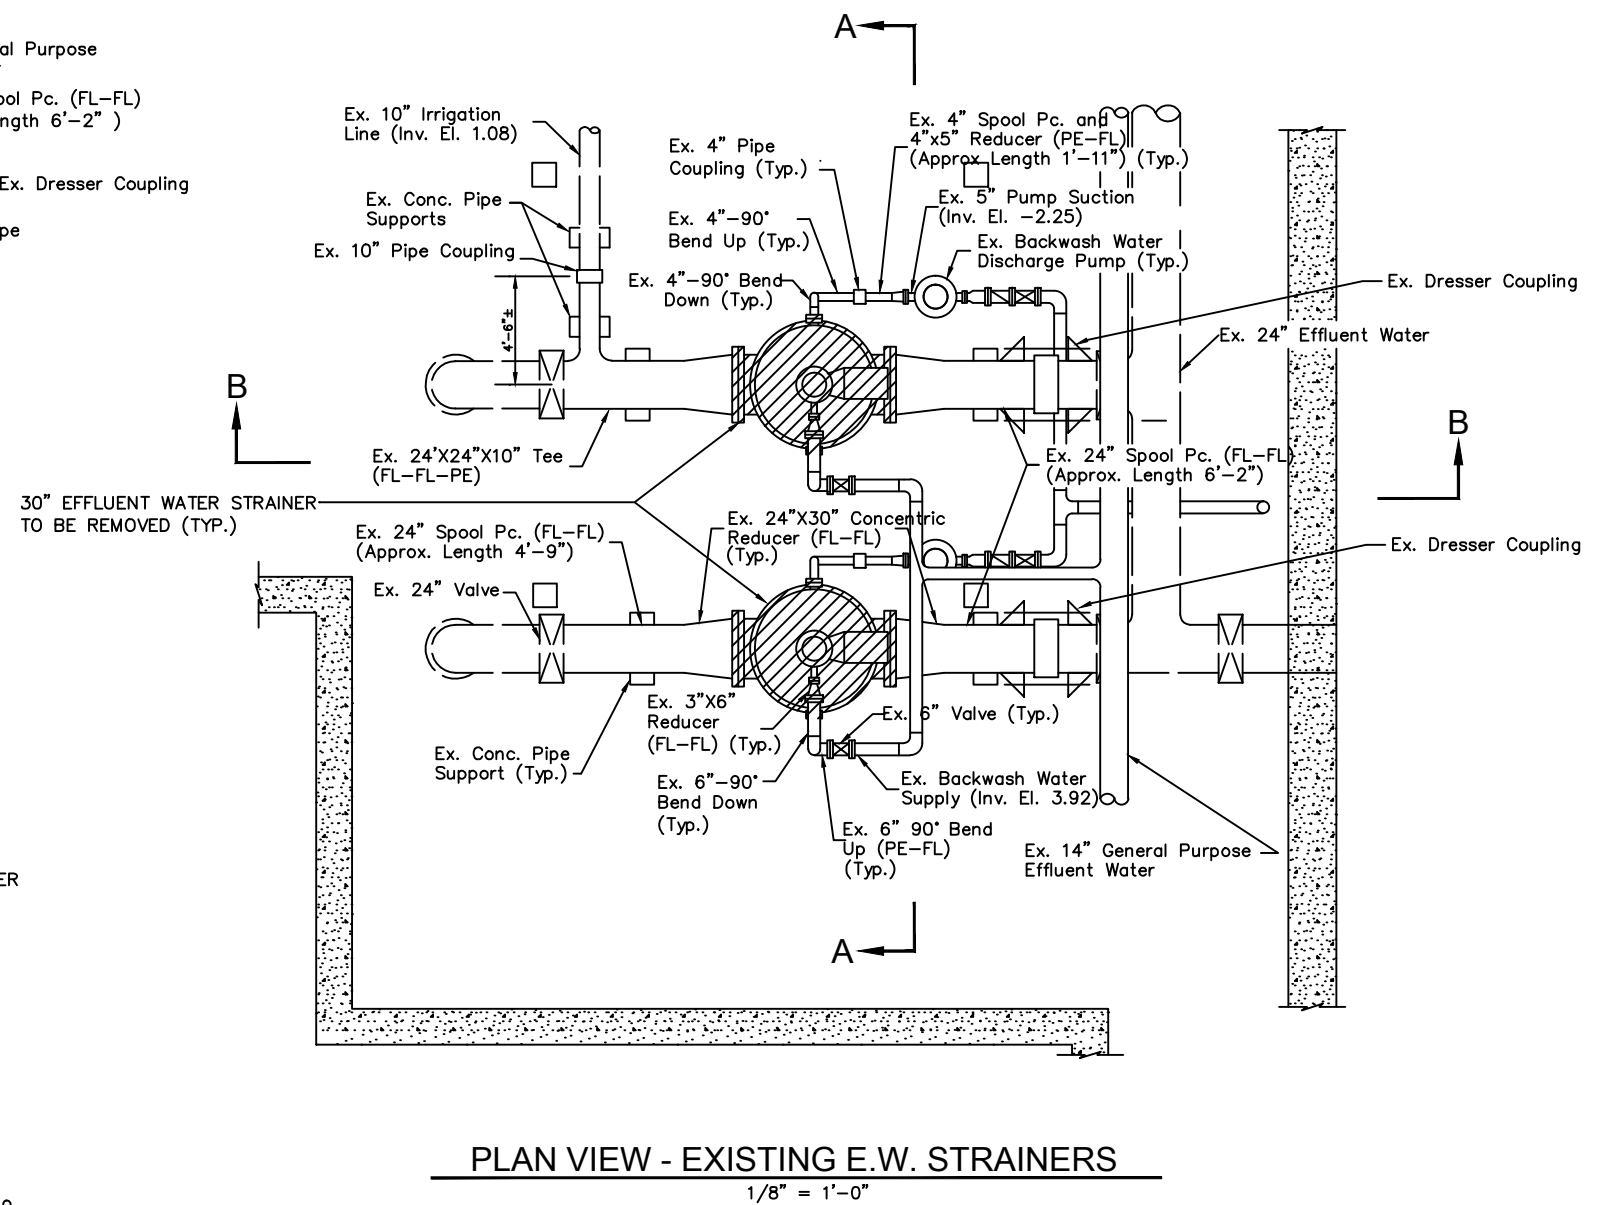 al Purpose
ool Pc. (FL-FL)
ngth 6'-2" )
Ex. Dresser Coupling
pe
ER
A
Ex. 10" Irrigation
Line (Inv. El. 1.08)
Ex. 4" Pipe
Coupling (Typ.)
Ex. 4" Spool Pc. and
4"x5" Reducer (PE-FL)
(Approx Length 1'-11") (Typ.)
Ex. Conc. Pipe
Supports
Ex. 5" Pump Suction
(Inv. El. -2.25)
Ex. 4"-90°
Bend Up (Typ.)
Ex. 10" Pipe Coupling
Ex. Backwash Water
Discharge Pump (Typ.)
Ex. 4"-90° Bend
Down (Typ.)
Ex. Dresser Coupling
4'-6"±
Ex. 24" Effluent Water
B
B
Ex. 24'X24"X10" Tee
(FL-FL-PE)
Ex. 24" Spool Pc. (FL-FL)
(Approx. Length 6'-2")
30" EFFLUENT WATER STRAINER
TO BE REMOVED (TYP.)
Ex. 24" Spool Pc. (FL-FL)
(Approx. Length 4'-9")
Ex. 24"X30" Concentric
Reducer (FL-FL)
(Typ.)
Ex. Dresser Coupling
Ex. 24" Valve
Ex. 3"X6"
Reducer
(FL-FL) (Typ.)
Ex. 6" Valve (Typ.)
Ex. Conc. Pipe
Support (Typ.)
Ex. 6"-90°
Bend Down
(Typ.)
Ex. Backwash Water
Supply (Inv. El. 3.92)
Ex. 6" 90° Bend
Up (PE-FL)
(Typ.)
Ex. 14" General Purpose
Effluent Water
A
PLAN VIEW - EXISTING E.W. STRAINERS
1/8" = 1'-0"